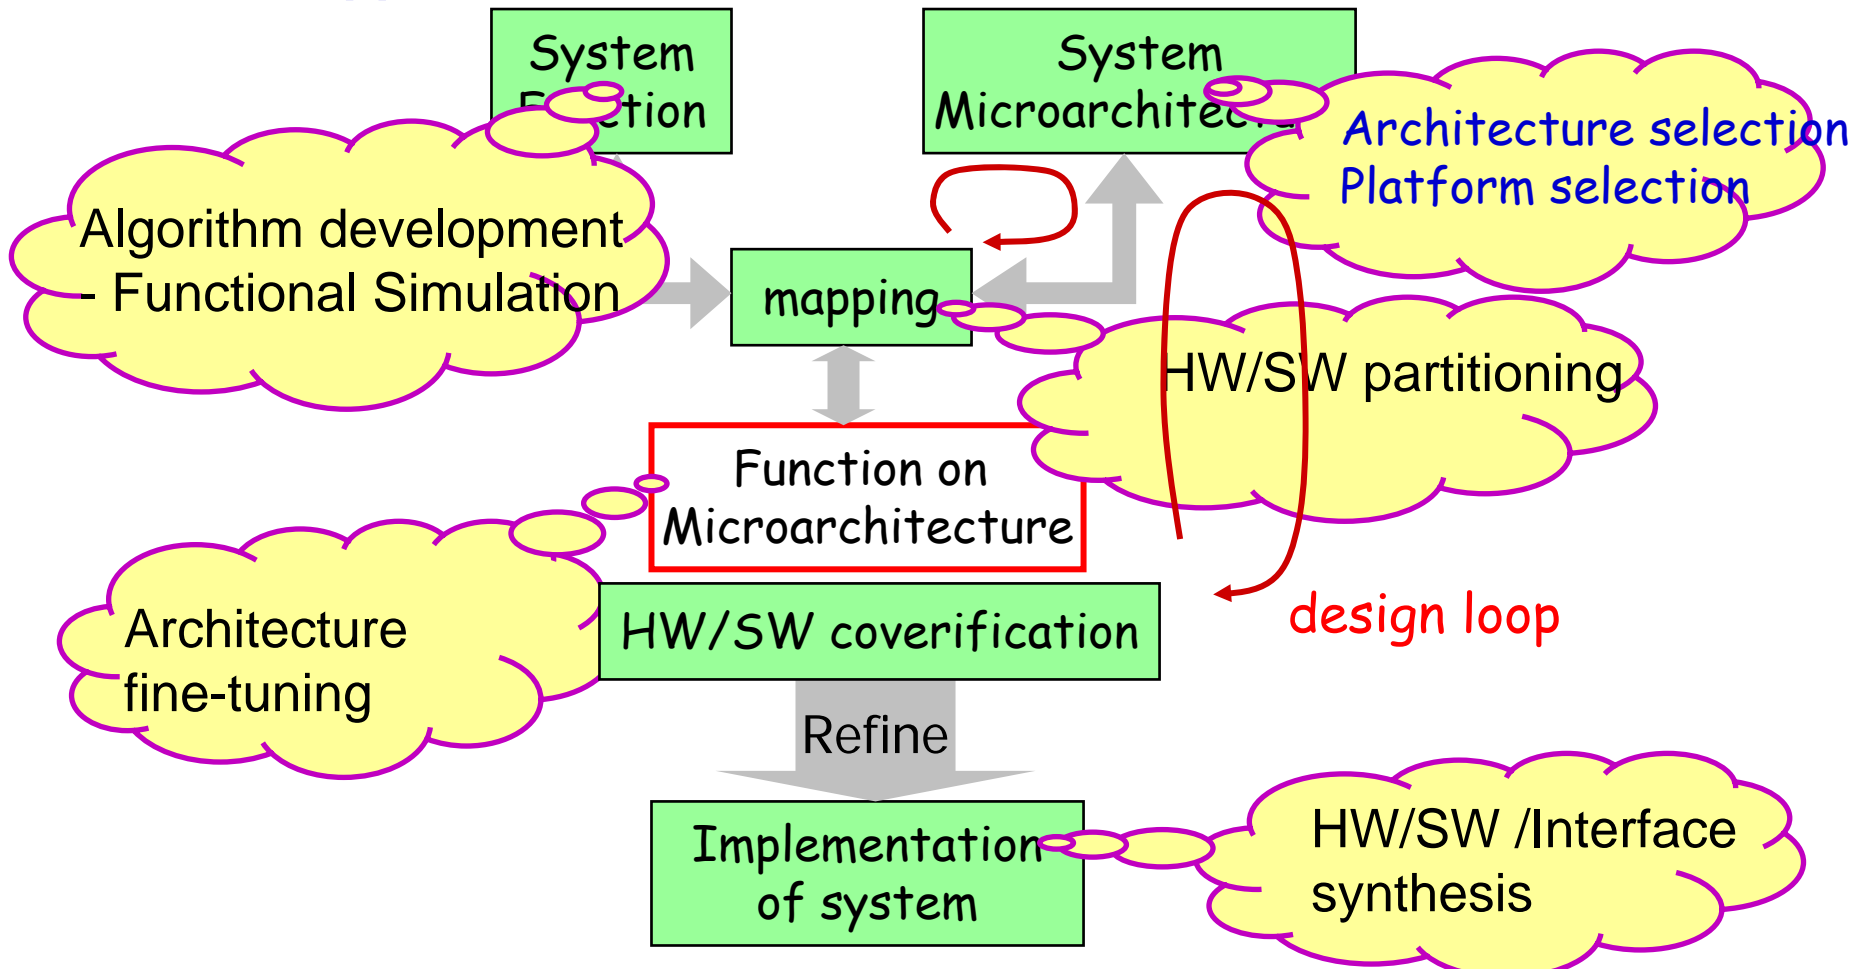 System
System
Microarchitectu
Architecture selection
Platform selection
Algorithm development
- Functional Simulation
mapping
HW/SW partitioning
Function on
Microarchitecture
Architecture
fine-tuning
HW/SW coverification
design loop
Refine
Implementation
of system
HW/SW /Interface
synthesis